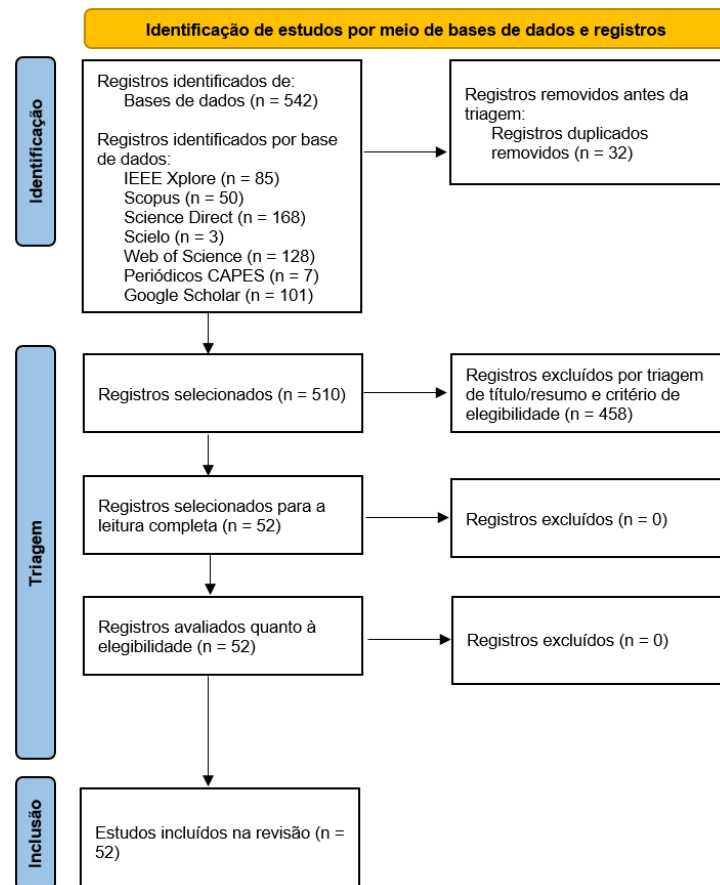 Identificação de estudos por meio de bases de dados e registros
Identificação
Registros identificados de:
Bases de dados (n = 542)
Registros identificados por base
de dados:
IEEE Xplore (n = 85)
Scopus (n = 50)
Science Direct (n = 168)
Scielo (n = 3)
Web of Science (n = 128)
Periódicos CAPES (n = 7)
Google Scholar (n = 101)
Registros removidos antes da
triagem:
Registros duplicados
removidos (n = 32)
Triagem
Registros selecionados (n = 510)
Registros excluídos por triagem
de título/resumo e critério de
elegibilidade (n = 458)
Registros selecionados para a
leitura completa (n = 52)
Registros excluídos (n = 0)
Registros avaliados quanto à
elegibilidade (n = 52)
Registros excluídos (n = 0)
Inclusão
Estudos incluídos na revisão (n =
52)